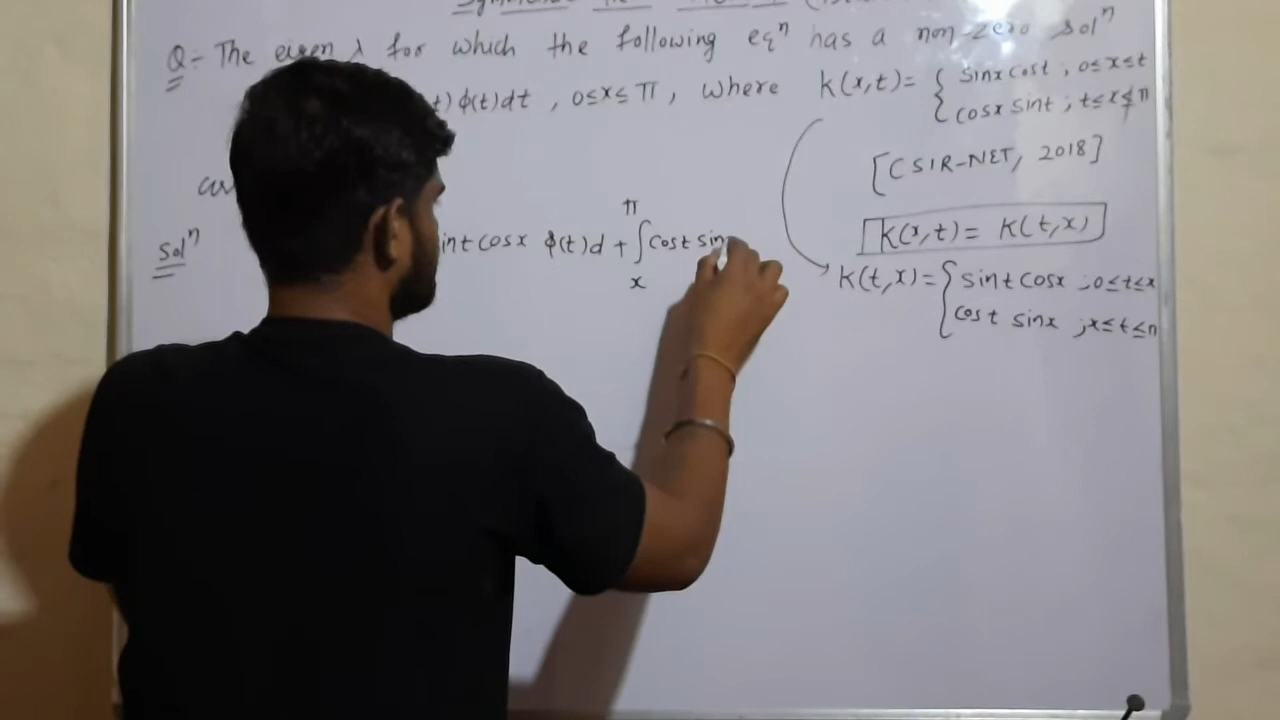 Q:- The eigen λ for which the following eqⁿ has a non-zero solⁿ
t) ϕ(t)dt , 0≤x≤π, where K(x,t)= { sinx cost , 0≤x≤t
cosx sint ; t≤x≤π
[CSIR-NET, 2018]
K(x,t) = K(t,x)
Solⁿ
int cosx ϕ(t)d + ∫ₓ^π cost sin
K(t,x)= { sint cosx ; 0≤t≤x
cost sinx ; x≤t≤π